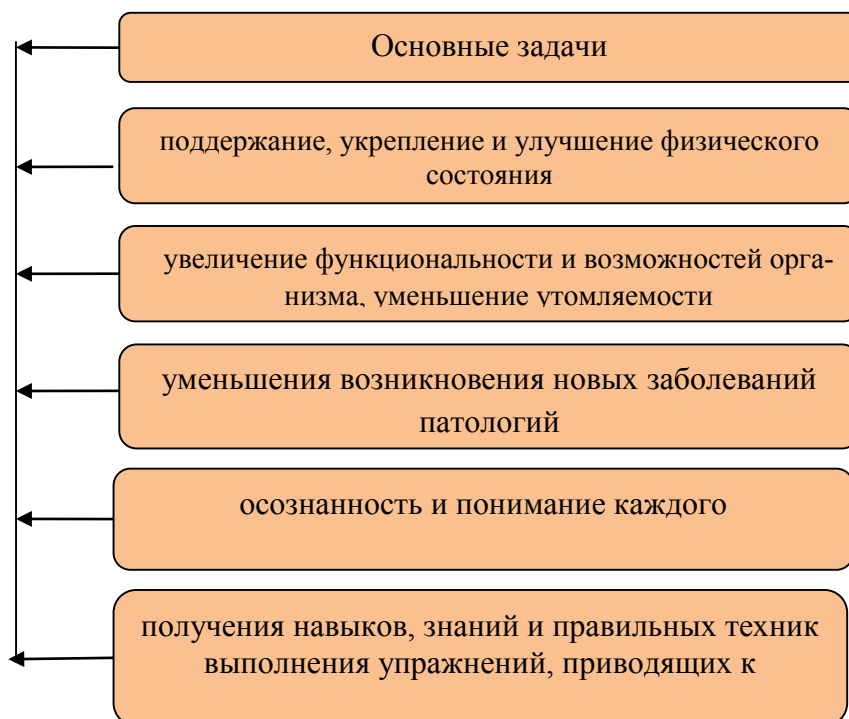 Основные задачи
поддержание, укрепление и улучшение физического
состояния
увеличение функциональности и возможностей орга-
низма, уменьшение утомляемости
уменьшения возникновения новых заболеваний
патологий
осознанность и понимание каждого
получения навыков, знаний и правильных техник
выполнения упражнений, приводящих к